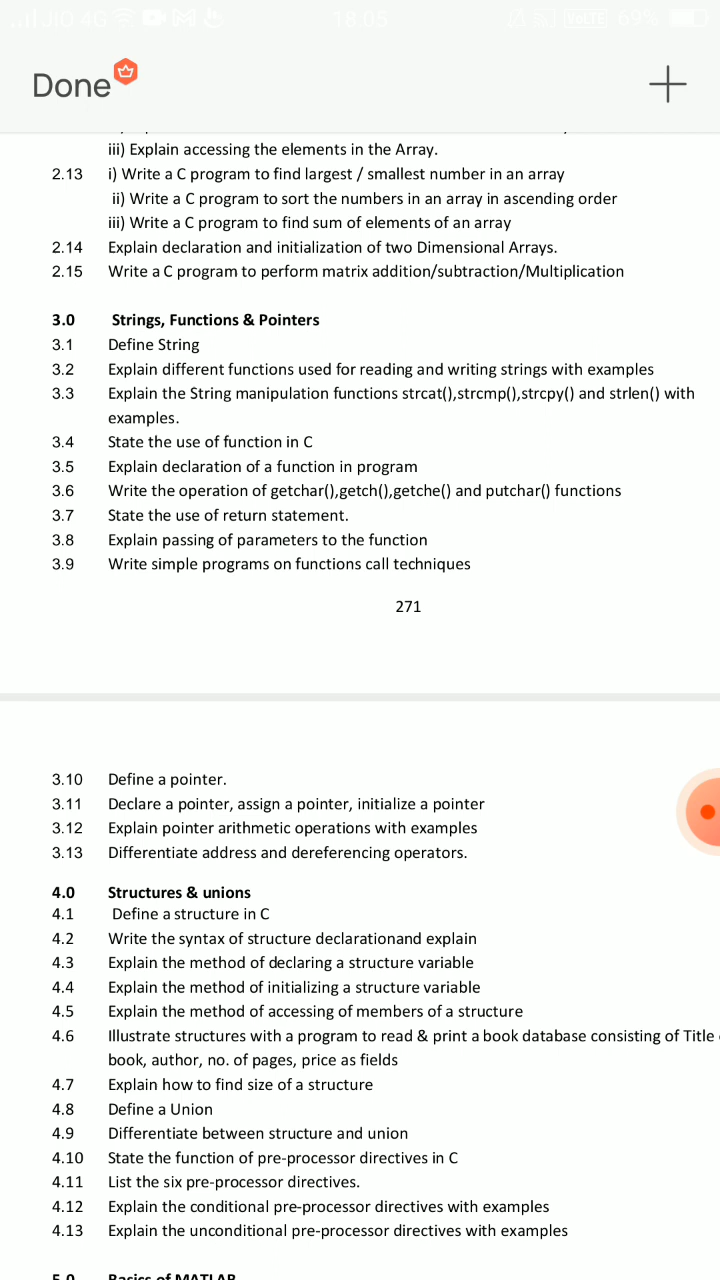 JIO 4G 18.05 VoLTE 69%
Done
iii) Explain accessing the elements in the Array.
2.13 i) Write a C program to find largest / smallest number in an array
ii) Write a C program to sort the numbers in an array in ascending order
iii) Write a C program to find sum of elements of an array
2.14 Explain declaration and initialization of two Dimensional Arrays.
2.15 Write a C program to perform matrix addition/subtraction/Multiplication
3.0 Strings, Functions & Pointers
3.1 Define String
3.2 Explain different functions used for reading and writing strings with examples
3.3 Explain the String manipulation functions strcat(),strcmp(),strcpy() and strlen() with
examples.
3.4 State the use of function in C
3.5 Explain declaration of a function in program
3.6 Write the operation of getchar(),getch(),getche() and putchar() functions
3.7 State the use of return statement.
3.8 Explain passing of parameters to the function
3.9 Write simple programs on functions call techniques
271
3.10 Define a pointer.
3.11 Declare a pointer, assign a pointer, initialize a pointer
3.12 Explain pointer arithmetic operations with examples
3.13 Differentiate address and dereferencing operators.
4.0 Structures & unions
4.1 Define a structure in C
4.2 Write the syntax of structure declarationand explain
4.3 Explain the method of declaring a structure variable
4.4 Explain the method of initializing a structure variable
4.5 Explain the method of accessing of members of a structure
4.6 Illustrate structures with a program to read & print a book database consisting of Title
book, author, no. of pages, price as fields
4.7 Explain how to find size of a structure
4.8 Define a Union
4.9 Differentiate between structure and union
4.10 State the function of pre-processor directives in C
4.11 List the six pre-processor directives.
4.12 Explain the conditional pre-processor directives with examples
4.13 Explain the unconditional pre-processor directives with examples
5.0 Basics of MATLAB